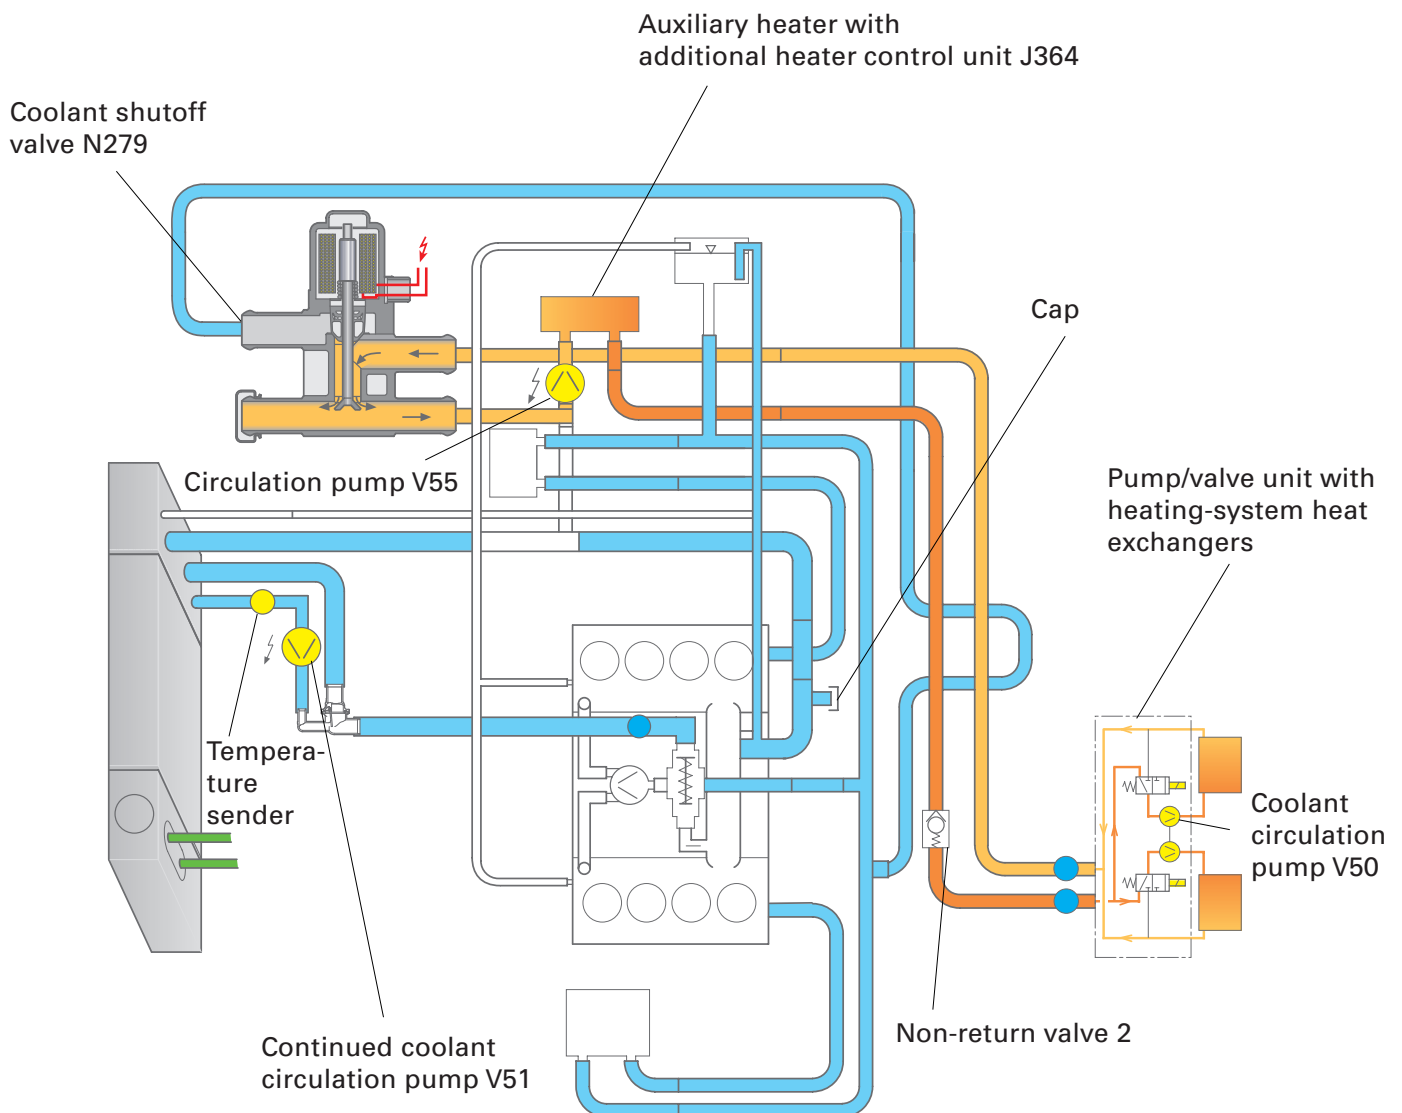 Auxiliary heater with
additional heater control unit J364
Coolant shutoff
valve N279
Cap
Circulation pump V55
Pump/valve unit with
heating-system heat
exchangers
Tempera-
ture
sender
Coolant
circulation
pump V50
Non-return valve 2
Continued coolant
circulation pump V51